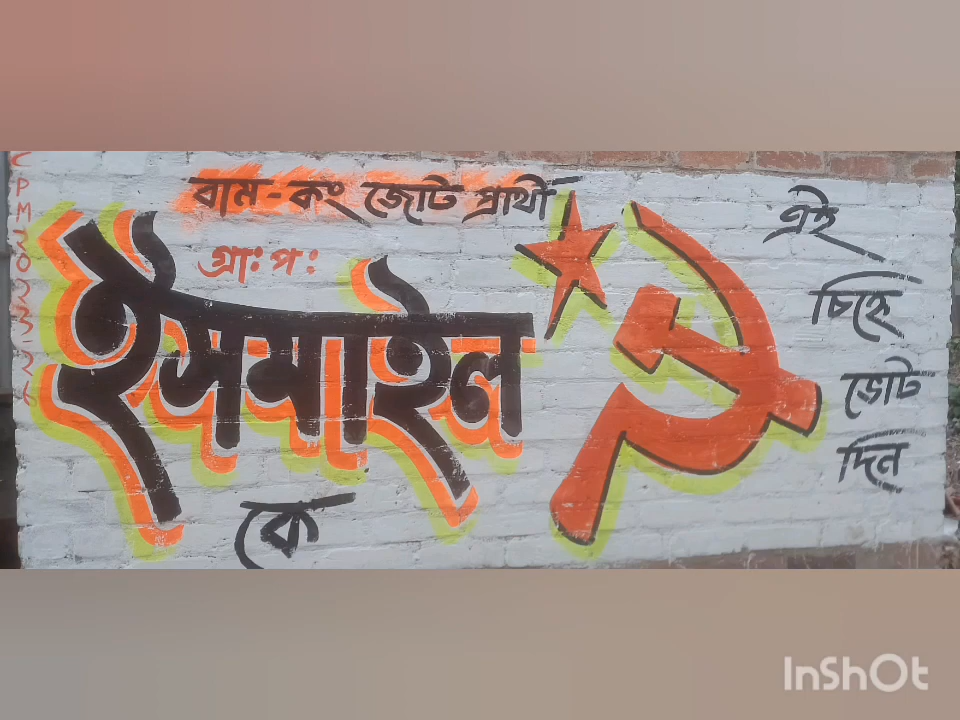 বাম-কং জোট প্রার্থী
গ্রাঃ পঃ
ইসমাইল
কে
এই
চিহ্নে
ভোট
দিন
InShOt